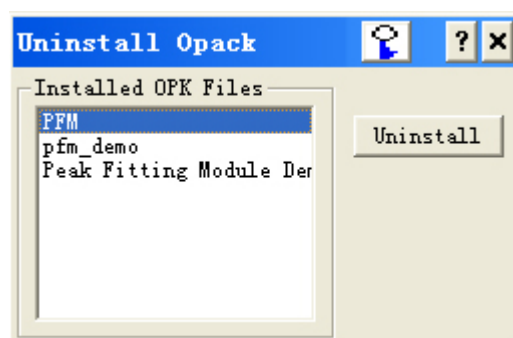 Uninstall Opack
?
Installed OPK Files
PFM
Uninstall
pfm_demo
Peak Fitting Module Der